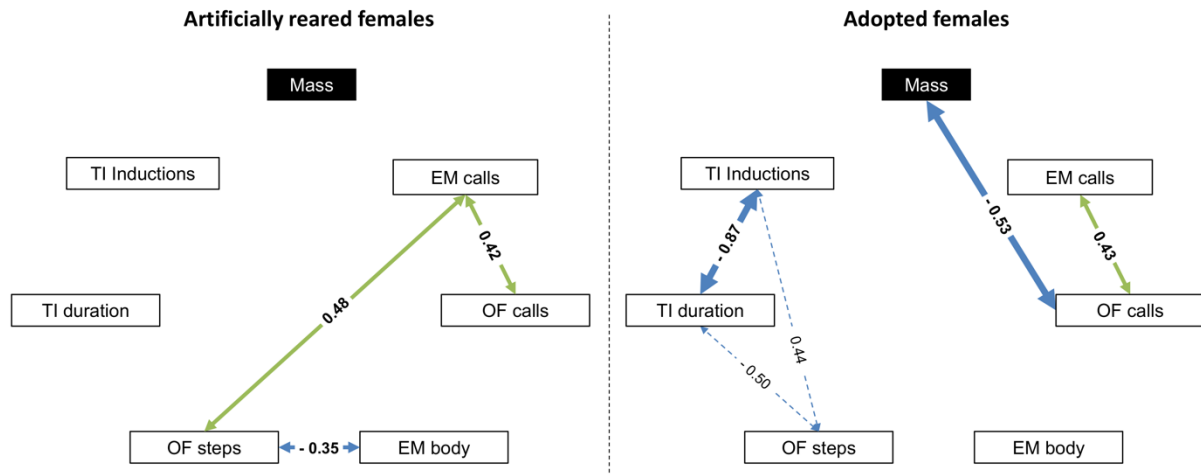 Artificially reared females
Mass
TI Inductions
EM calls
0.42
TI duration
0.48
OF calls
OF steps
- 0.35
EM body
Adopted females
Mass
TI Inductions
EM calls
- 0.87
- 0.53
0.43
TI duration
OF calls
0.44
- 0.50
OF steps
EM body